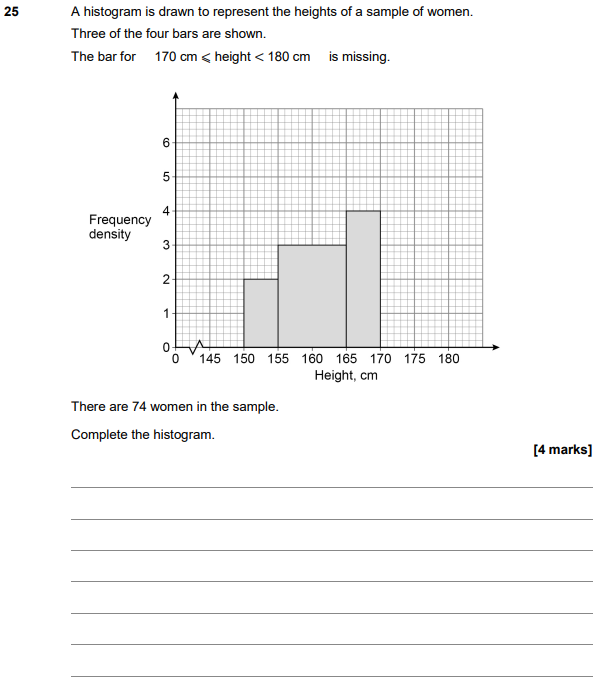 25 A histogram is drawn to represent the heights of a sample of women.
Three of the four bars are shown.
The bar for 170 cm ⩽ height < 180 cm is missing.
6
5
4
Frequency
density
3
2
1
0
0 145 150 155 160 165 170 175 180
Height, cm
There are 74 women in the sample.
Complete the histogram.
[4 marks]